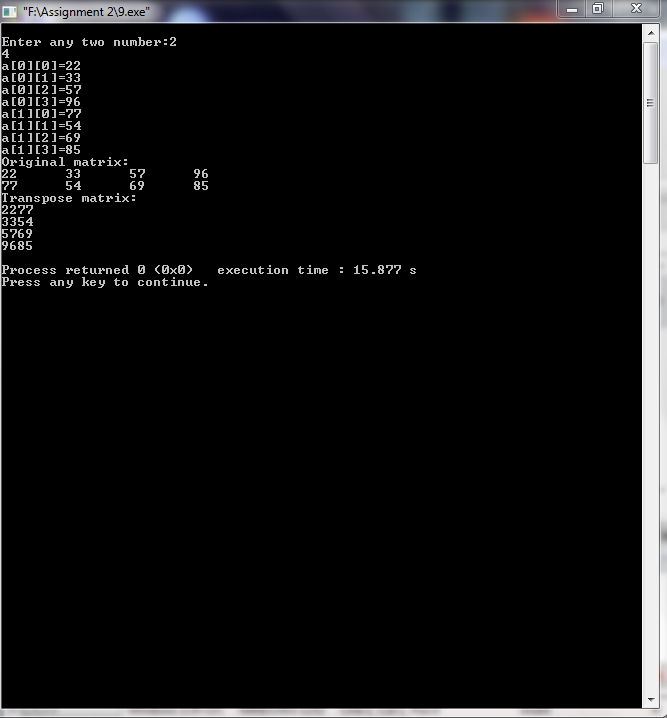 "F:\Assignment 2\9.exe"
Enter any two number:2
4
a[0][0]=22
a[0][1]=33
a[0][2]=57
a[0][3]=96
a[1][0]=77
a[1][1]=54
a[1][2]=69
a[1][3]=85
Original matrix:
22      33      57      96
77      54      69      85
Transpose matrix:
2277
3354
5769
9685
Process returned 0 (0x0)   execution time : 15.877 s
Press any key to continue.